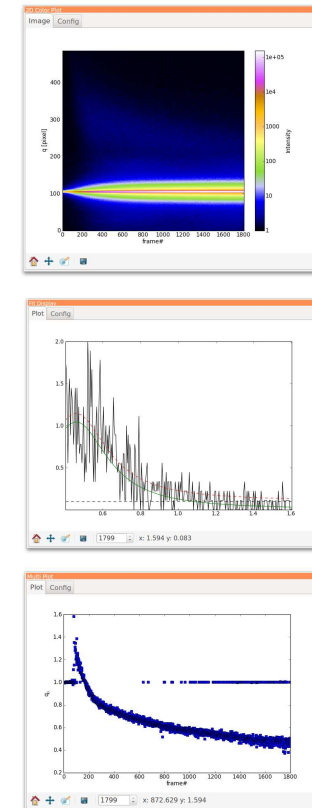 2D Color Plot
Image Config
400
300
200
100
0
q [pixel]
0 200 400 600 800 1000 1200 1400 1600 1800
frame#
1e+05
1e4
1000
100
10
1
Intensity
Fit Display
Plot Config
2.0
1.5
1.0
0.5
0.6 0.8 1.0 1.2 1.4 1.6
1799 x: 1.594 y: 0.083
Multi Plot
Plot Config
1.6
1.4
1.2
1.0
0.8
0.6
0.4
0.2
0 200 400 600 800 1000 1200 1400 1600 1800
frame#
1799 x: 872.629 y: 1.594